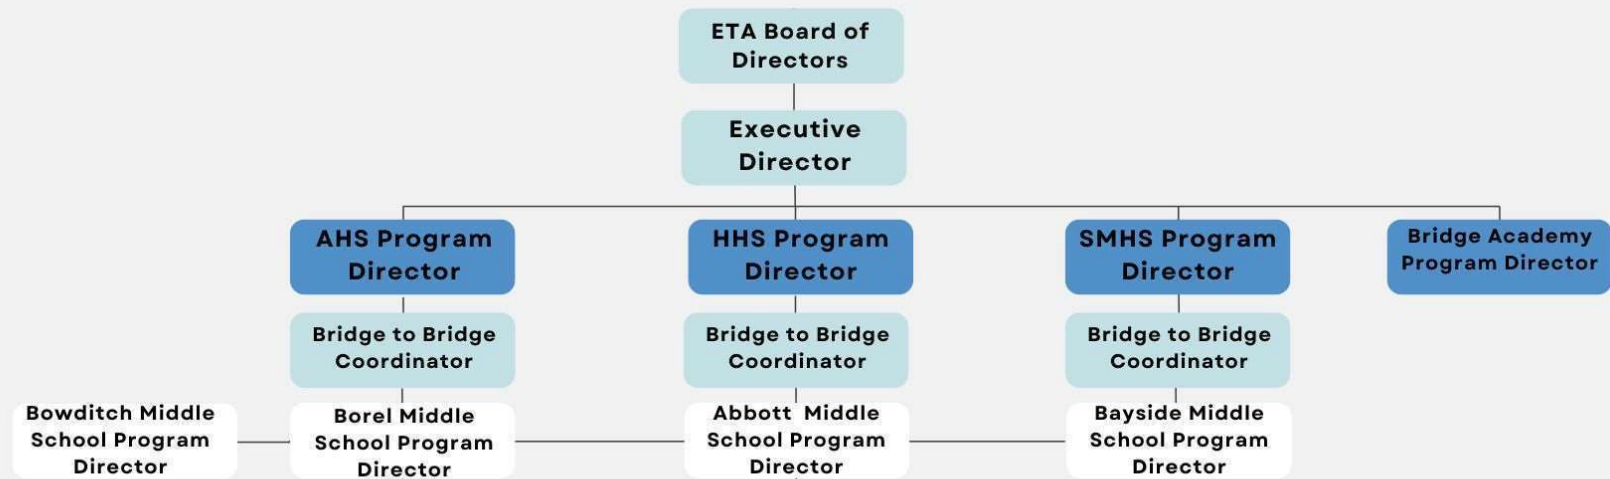 ETA Board of
Directors
Executive
Director
AHS Program
Director
HHS Program
Director
SMHS Program
Director
Bridge Academy
Program Director
Bridge to Bridge
Coordinator
Bridge to Bridge
Coordinator
Bridge to Bridge
Coordinator
Bowditch Middle
School Program
Director
Borel Middle
School Program
Director
Abbott Middle
School Program
Director
Bayside Middle
School Program
Director